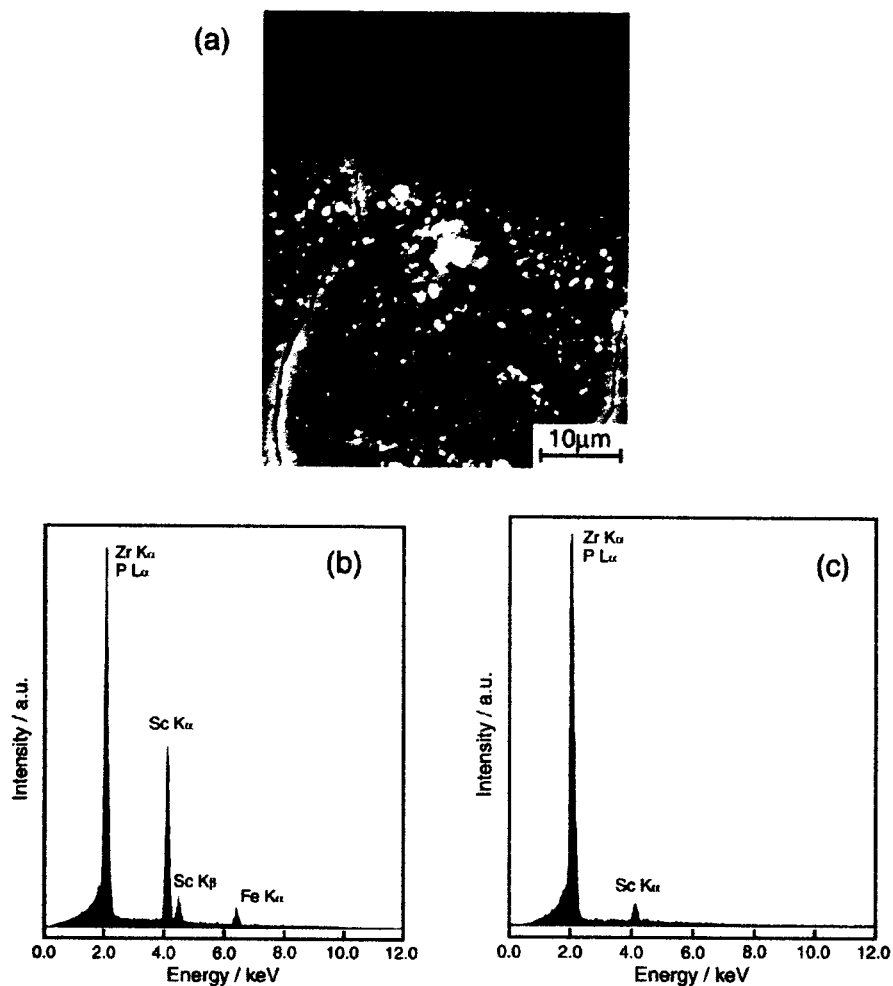 (a)
10μm
(b)
Zr Kα
P Lα
Sc Kα
Sc Kβ
Fe Kα
Intensity / a.u.
0.0 2.0 4.0 6.0 8.0 10.0 12.0
Energy / keV
(c)
Zr Kα
P Lα
Sc Kα
Intensity / a.u.
0.0 2.0 4.0 6.0 8.0 10.0 12.0
Energy / keV